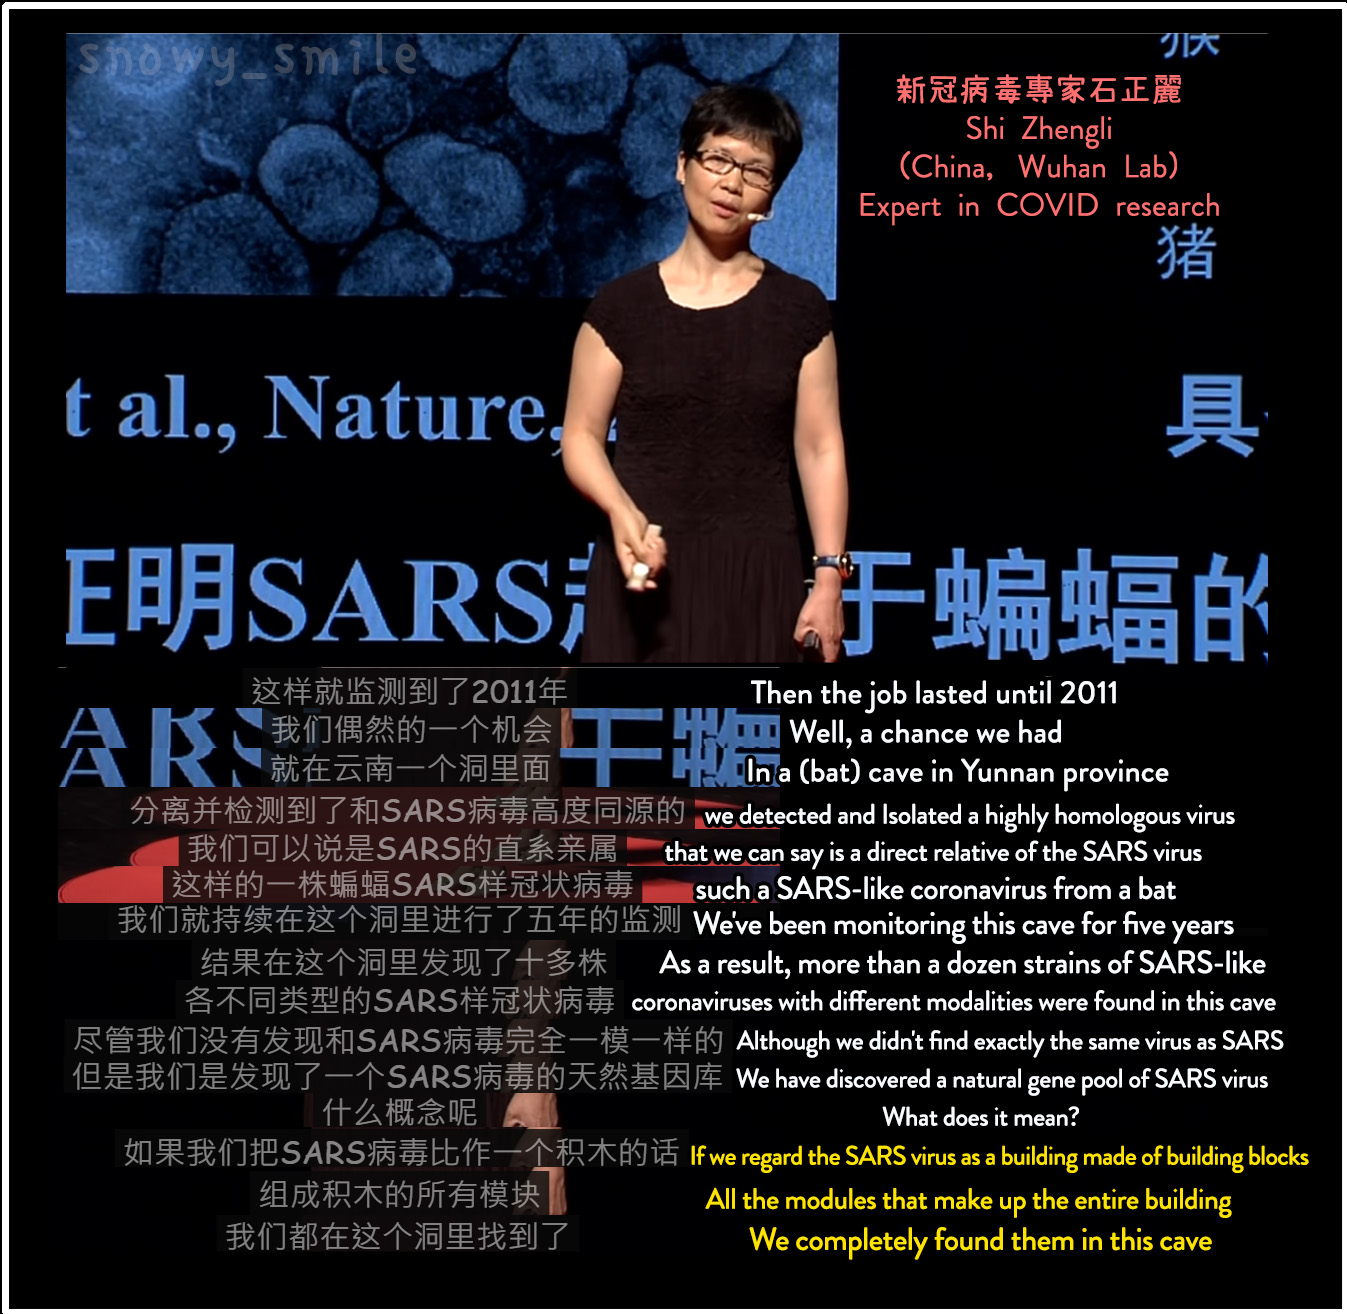 snowy_smile
猴
新冠病毒專家石正麗
Shi Zhengli
(China, Wuhan Lab)
Expert in COVID research
猪
t al., Nature,
具
证明SARS
于蝙蝠的
这样就监测到了2011年
Then the job lasted until 2011
我们偶然的一个机会
Well, a chance we had
就在云南一个洞里面
In a (bat) cave in Yunnan province
分离并检测到了和SARS病毒高度同源的
we detected and Isolated a highly homologous virus
我们可以说是SARS的直系亲属
that we can say is a direct relative of the SARS virus
这样的一株蝙蝠SARS样冠状病毒
such a SARS-like coronavirus from a bat
我们就持续在这个洞里进行了五年的监测
We've been monitoring this cave for five years
结果在这个洞里发现了十多株
As a result, more than a dozen strains of SARS-like
各不同类型的SARS样冠状病毒
coronaviruses with different modalities were found in this cave
尽管我们没有发现和SARS病毒完全一模一样的
Although we didn't find exactly the same virus as SARS
但是我们是发现了一个SARS病毒的天然基因库
We have discovered a natural gene pool of SARS virus
什么概念呢
What does it mean?
如果我们把SARS病毒比作一个积木的话
If we regard the SARS virus as a building made of building blocks
组成积木的所有模块
All the modules that make up the entire building
我们都在这个洞里找到了
We completely found them in this cave